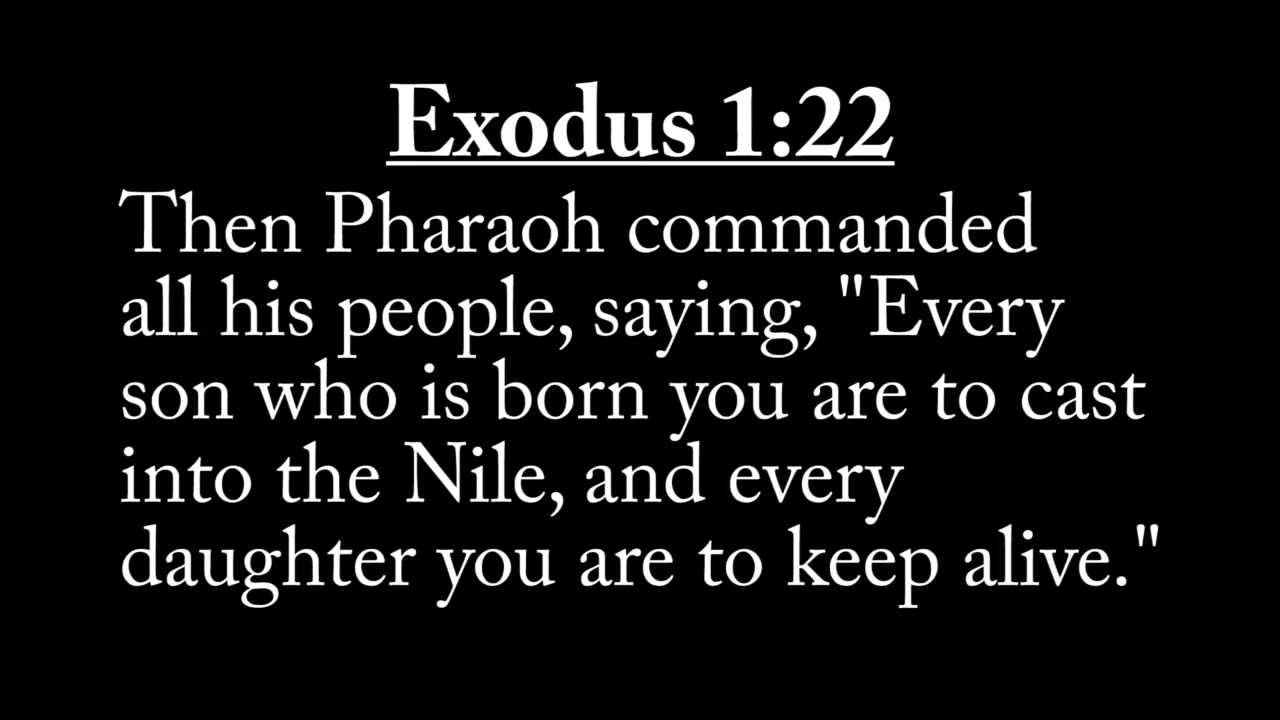 Exodus 1:22
Then Pharaoh commanded
all his people, saying, "Every
son who is born you are to cast
into the Nile, and every
daughter you are to keep alive."